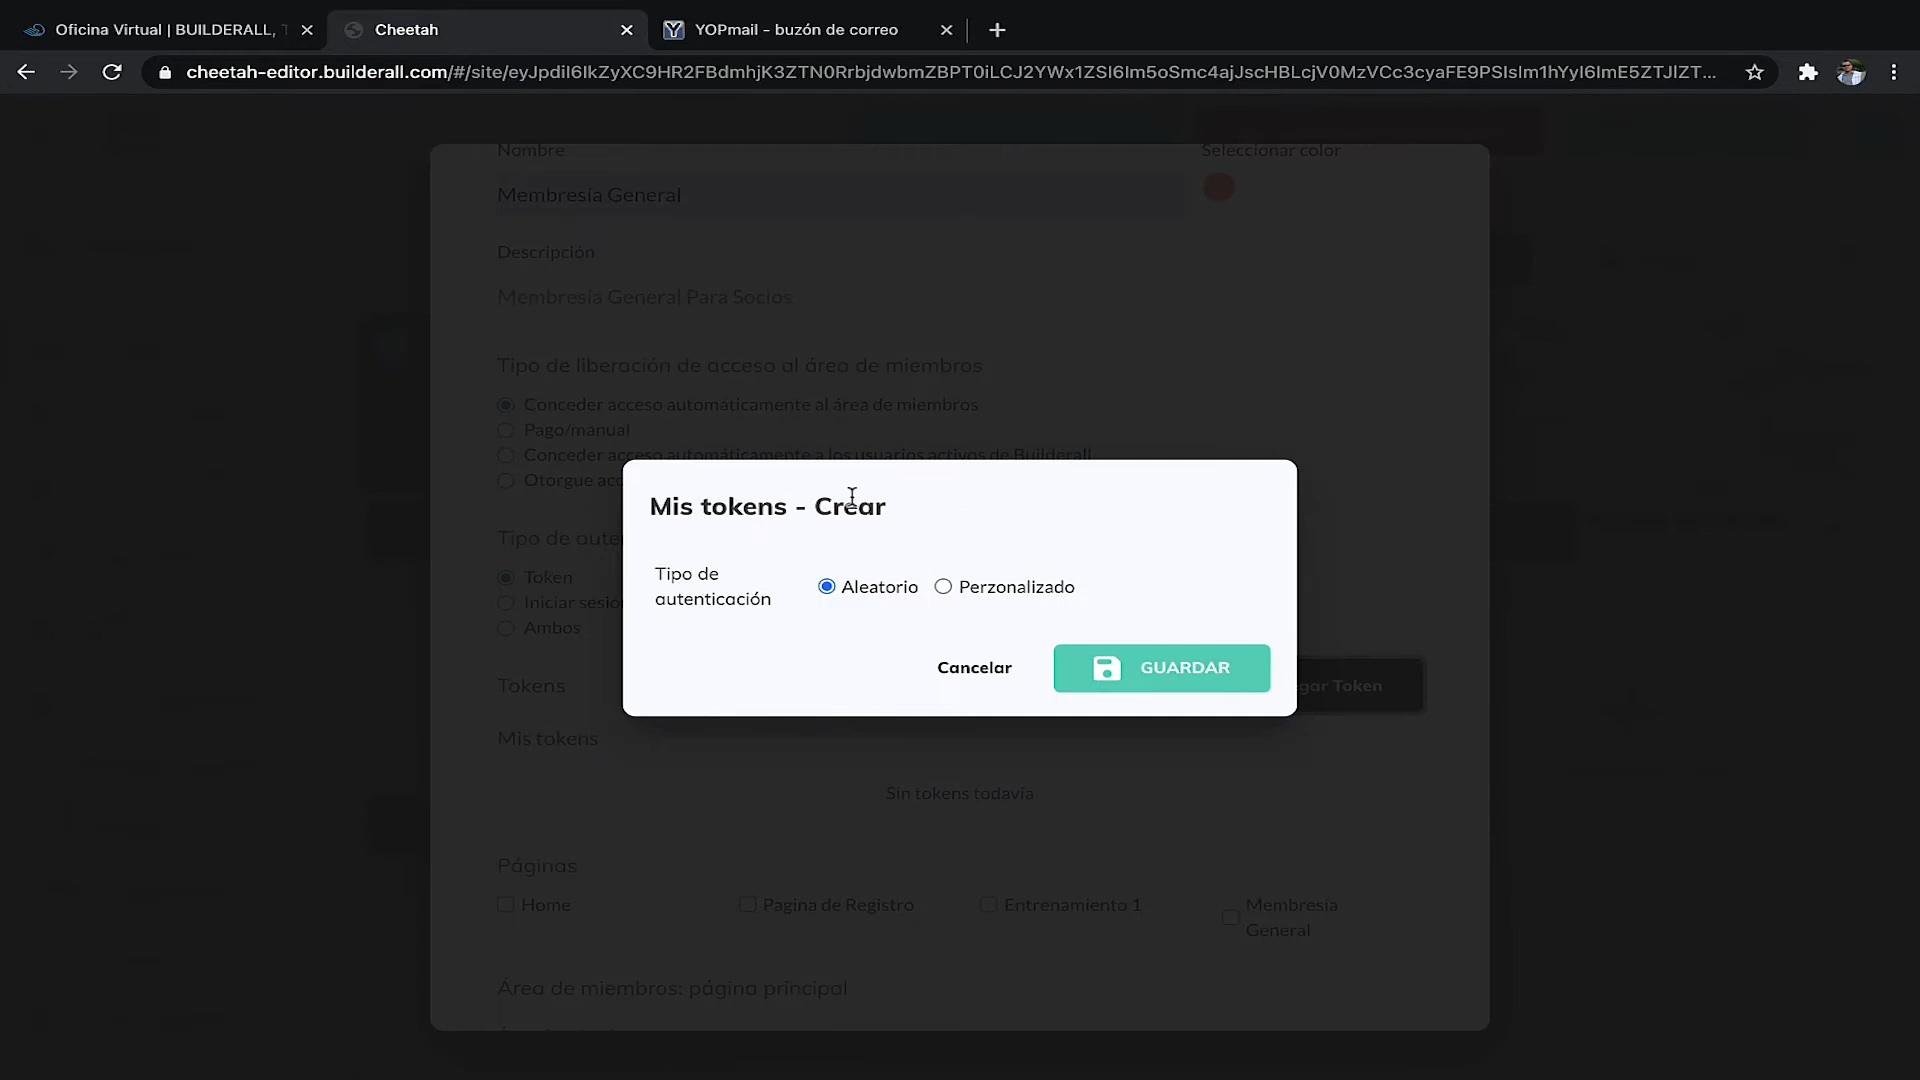 Oficina Virtual | BUILDERALL,
Cheetah
YOPmail - buzón de correo
cheetah-editor.builderall.com/#/site/eyJpdiI6IkZyXC9HR2FBdmhjK3ZTN0RrbjdwbmZBPT0iLCJ2YWx1ZSI6Im5oSmc4ajJscHBLcjV0MzVCc3cyaFE9PSIsIm1hYyI6ImE5ZTJlZT...
Nombre
Seleccionar color
Membresía General
Descripción
Membresía General Para Socios
Tipo de liberación de acceso al área de miembros
Conceder acceso automáticamente al área de miembros
Pago/manual
Conceder acceso automáticamente a los usuarios activos de Builderall
Otorgue acc
Mis tokens - Crear
Tipo de aute
Token
Iniciar sesió
Ambos
Tipo de
autenticación
Aleatorio
Perzonalizado
Cancelar
GUARDAR
Tokens
gar Token
Mis tokens
Sin tokens todavía
Páginas
Home
Pagina de Registro
Entrenamiento 1
Membresía
General
Área de miembros: página principal